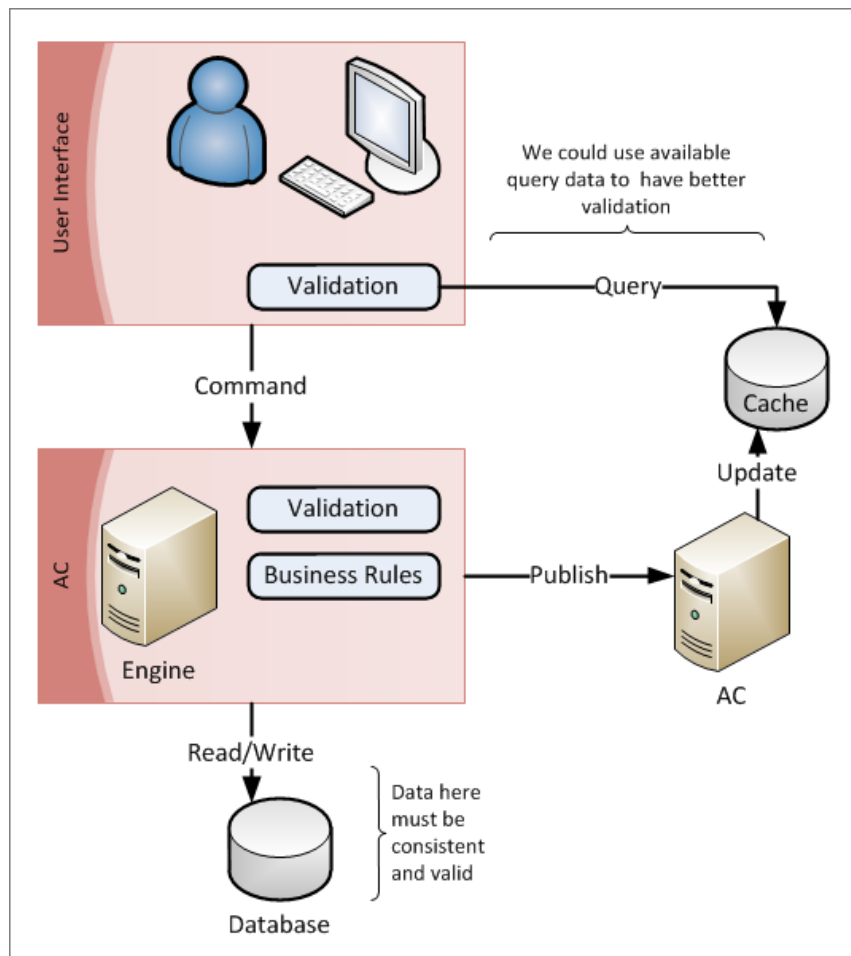 User Interface
We could use available
query data to have better
validation
Validation
Query
Command
Cache
Update
AC
Validation
Business Rules
Publish
Engine
AC
Read/Write
Data here
must be
consistent
and valid
Database